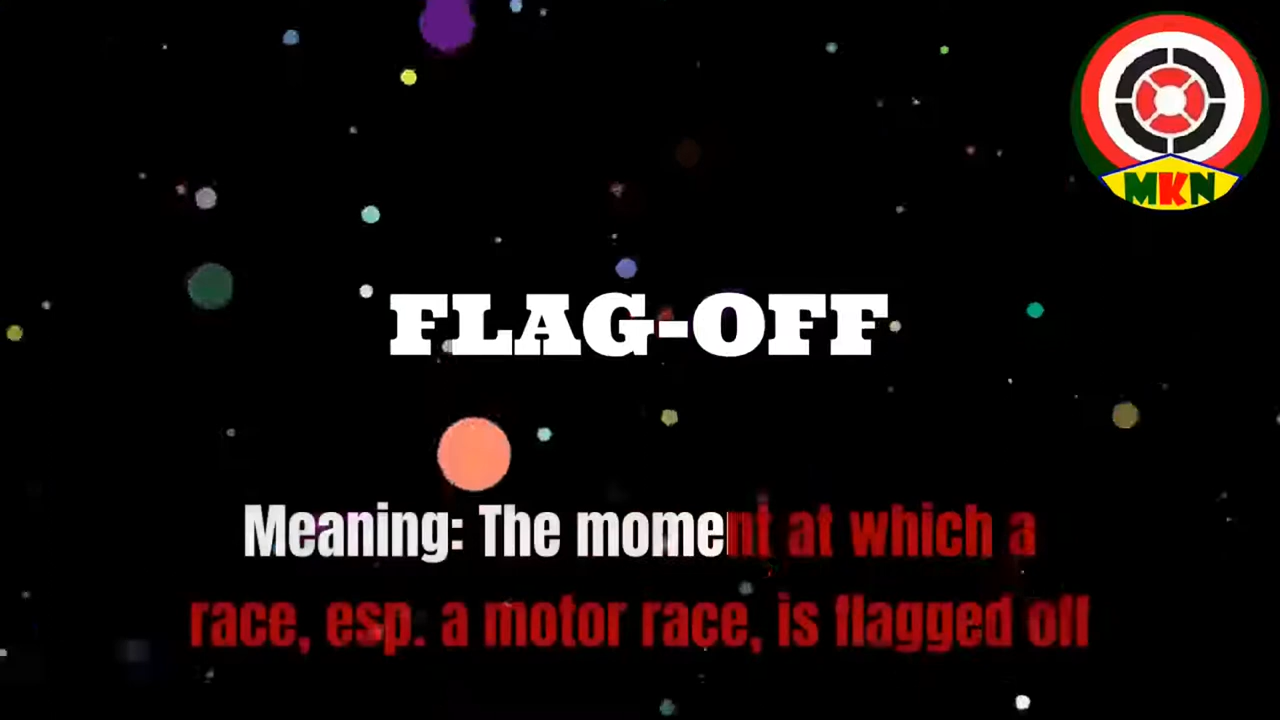 MKN
FLAG-OFF
Meaning: The moment at which a
race, esp. a motor race, is flagged off